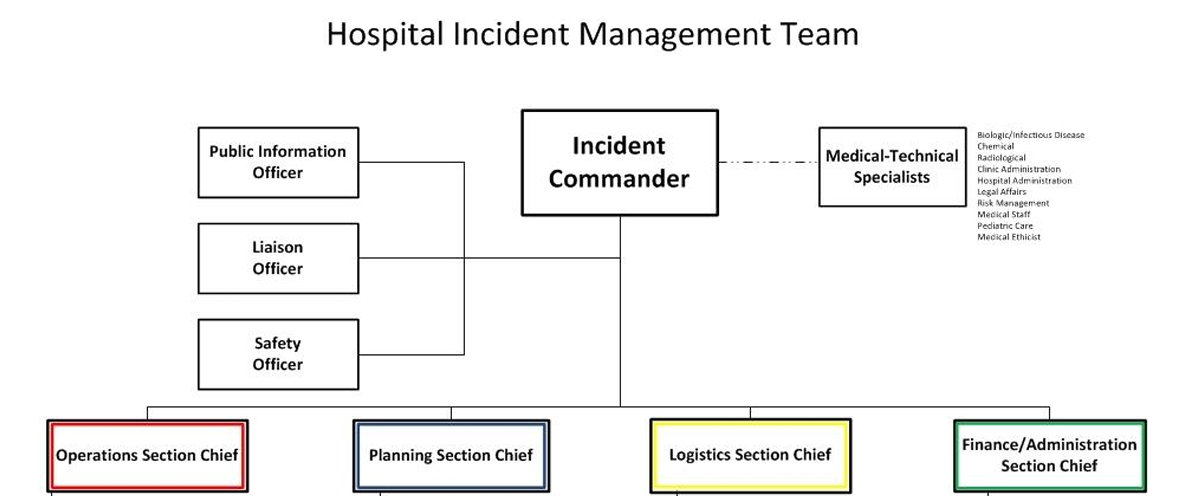 Hospital Incident Management Team
Public Information
Officer
Incident
Commander
Medical-Technical
Specialists
Biologic/Infectious Disease
Chemical
Radiological
Clinic Administration
Hospital Administration
Legal Affairs
Risk Management
Medical Staff
Pediatric Care
Medical Ethicist
Liaison
Officer
Safety
Officer
Operations Section Chief
Planning Section Chief
Logistics Section Chief
Finance/Administration
Section Chief